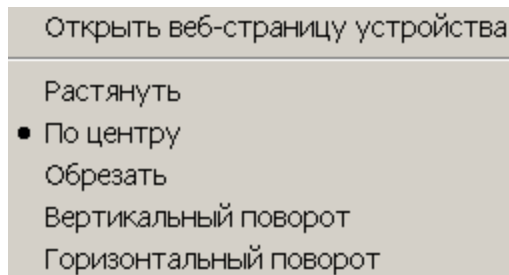 Открыть веб-страницу устройства
Растянуть
По центру
Обрезать
Вертикальный поворот
Горизонтальный поворот